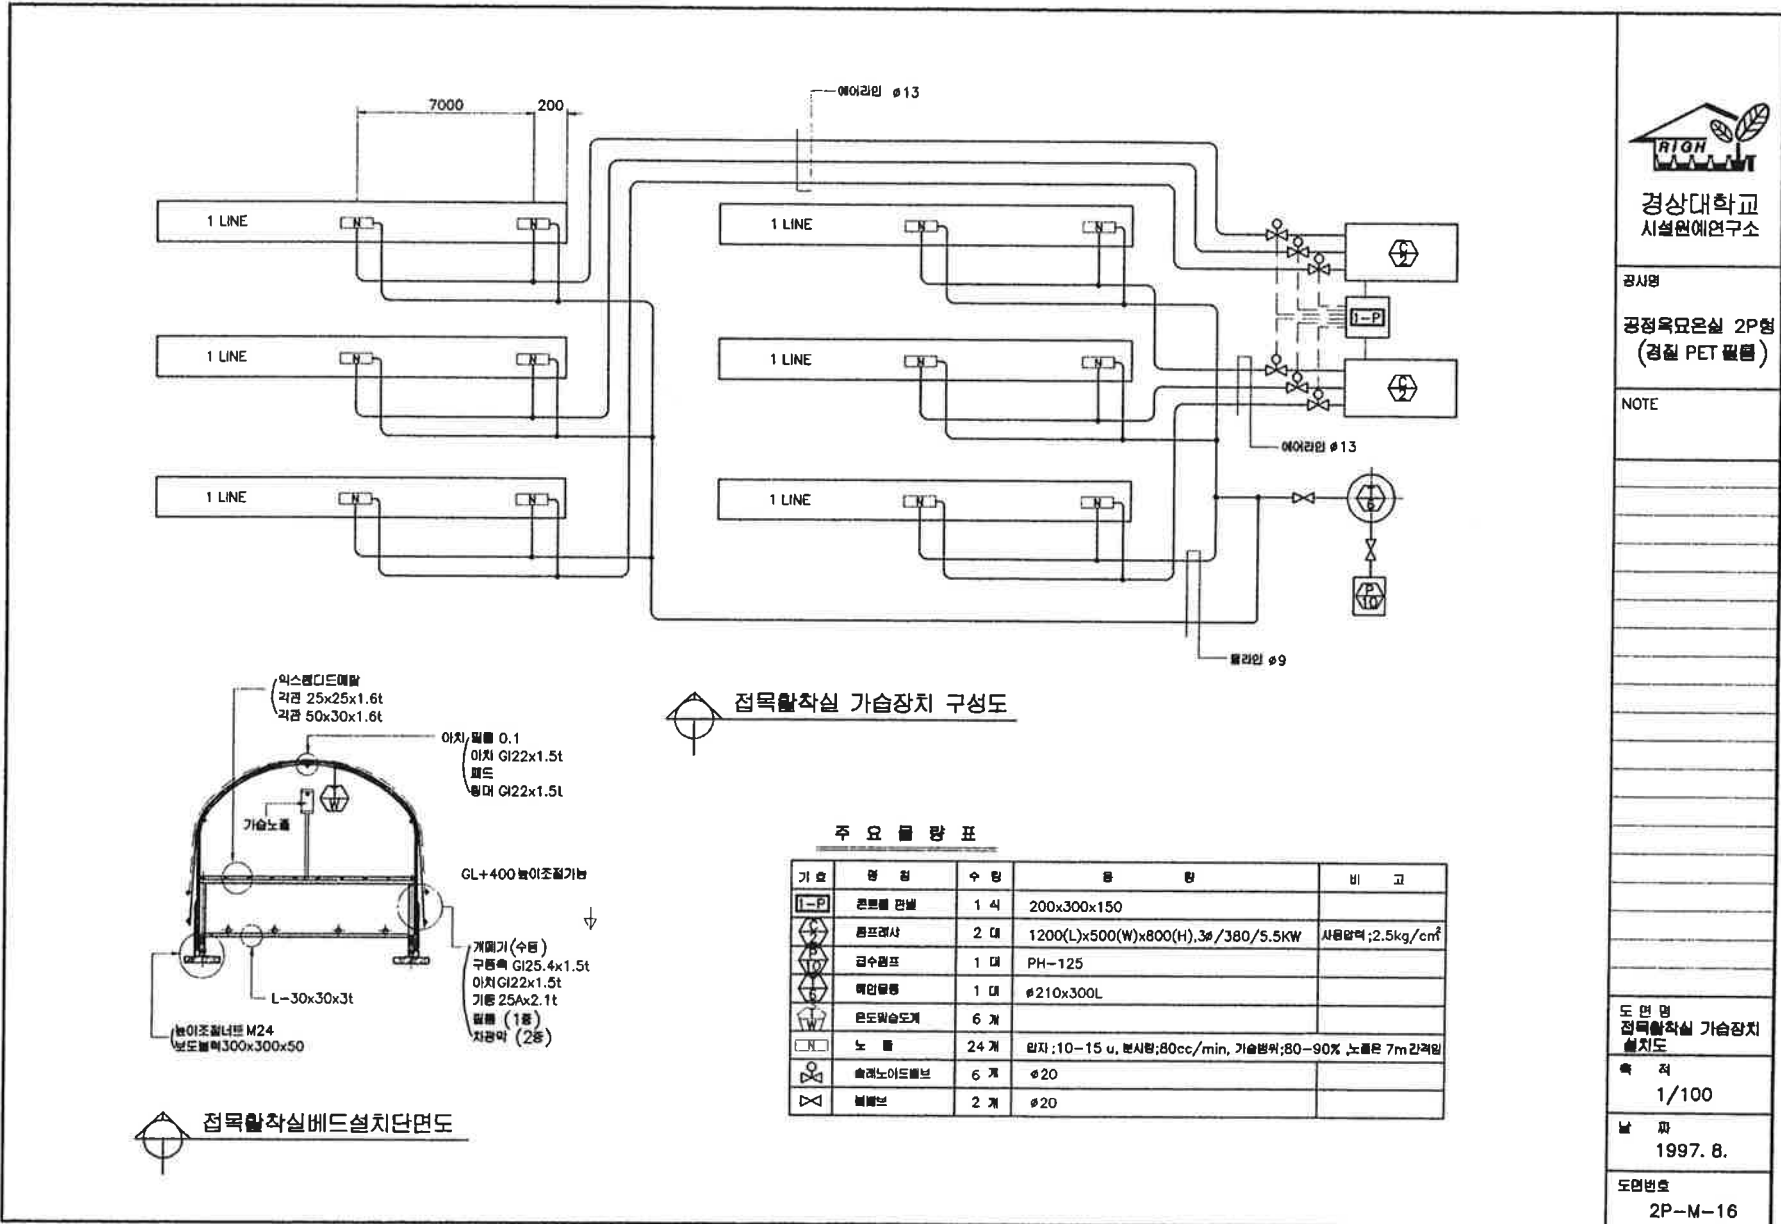 7000
200
에어라인 ø13
1 LINE
N
N
1 LINE
N
N
C
2
1-P
1 LINE
N
N
1 LINE
N
N
C
2
에어라인 ø13
1 LINE
N
N
1 LINE
N
N
T
6
P
10
물라인 ø9
접목활착실 가습장치 구성도
익스펜디드메탈
각관 25x25x1.6t
각관 50x30x1.6t
아치 필름 0.1
아치 GI22x1.5t
패드
GI22x1.5t
T
W
가습노즐
GL+400 높이조절가능
개폐기 (수동)
구동축 GI25.4x1.5t
아치GI22x1.5t
기둥 25Ax2.1t
필름 (1중)
차광막 (2중)
L-30x30x3t
높이조절너트 M24
보도블럭300x300x50
접목활착실베드설치단면도
주 요 물 량 표
기 호 명 칭 수 량 용 량 비 고
1-P 콘트롤 판넬 1 식 200x300x150
C 2 콤프레샤 2 대 1200(L)x500(W)x800(H),3ø/380/5.5KW 사용압력;2.5kg/cm²
P 10 급수펌프 1 대 PH-125
T 6 메인물통 1 대 ø210x300L
T W 온도및습도계 6 개
N 노 즐 24 개 입자;10-15 u, 분사량;80cc/min, 가습범위;80-90% ,노즐은 7m 간격임
솔레노이드밸브 6 개 ø20
볼밸브 2 개 ø20
RIGH
경상대학교
시설원예연구소
공사명
공정육묘온실 2P형
(경질 PET 필름)
NOTE
도 면 명
접목활착실 가습장치
설치도
축 척
1/100
날 짜
1997. 8.
도면번호
2P-M-16